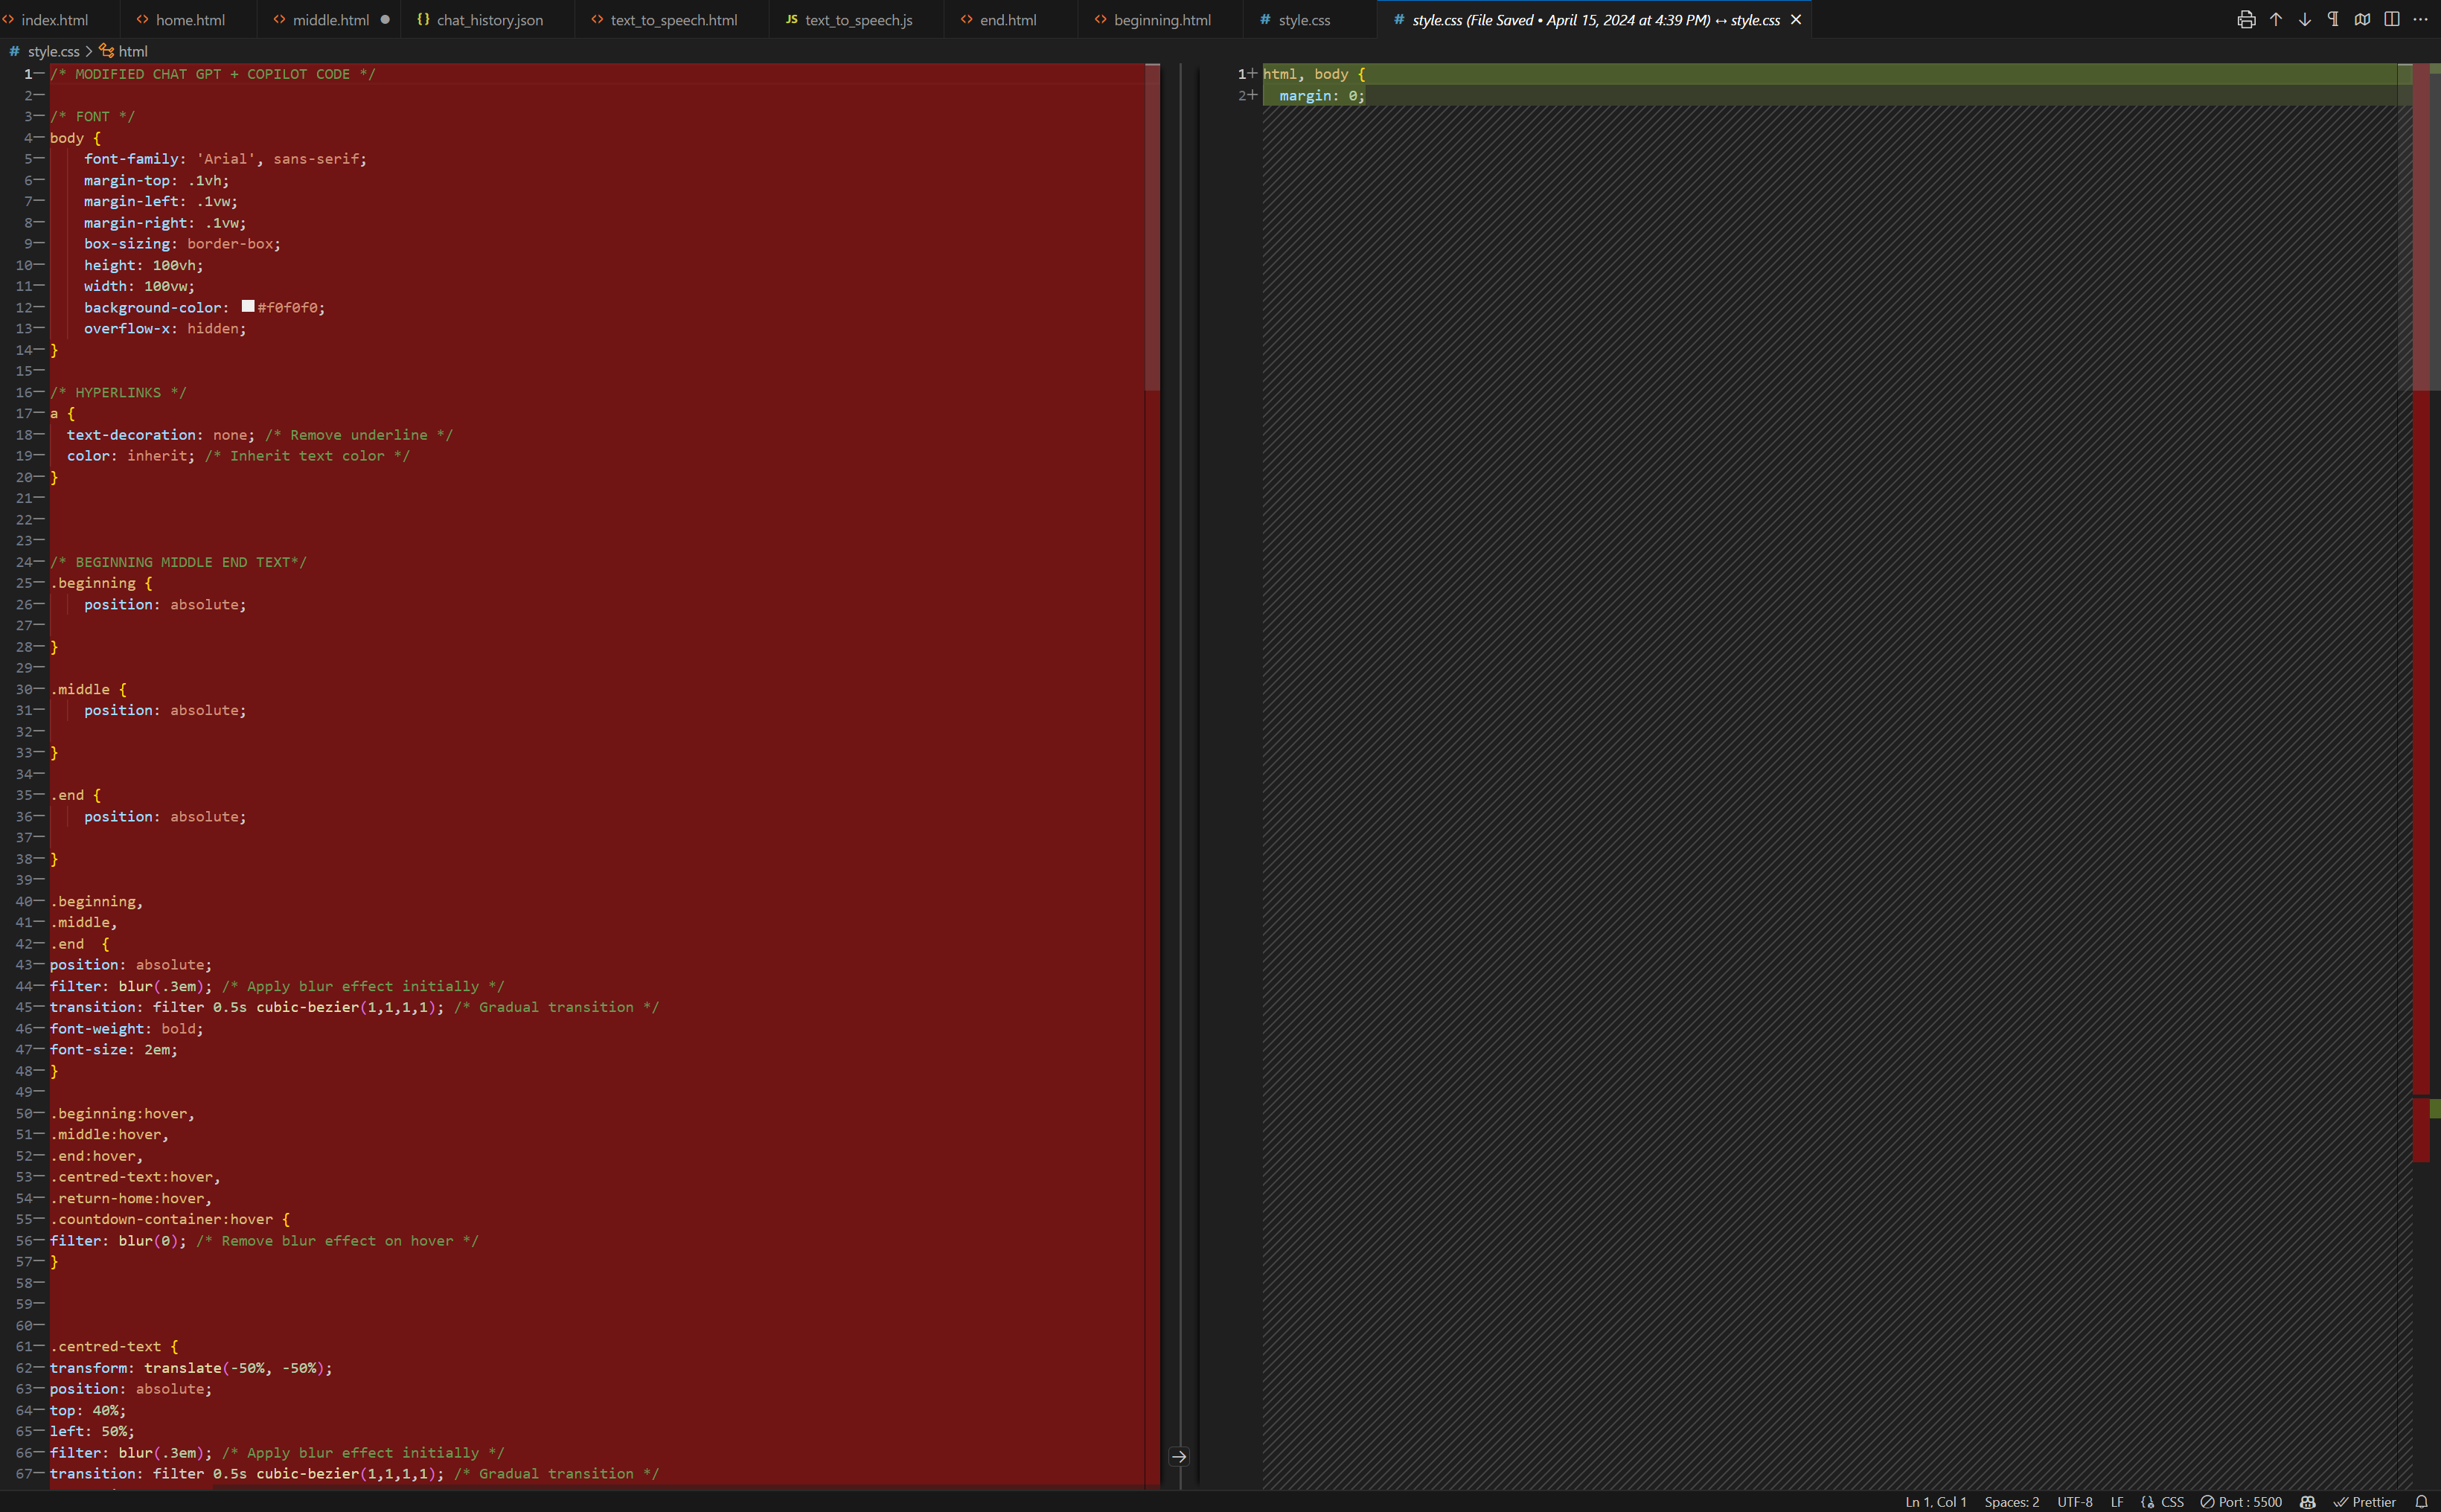 index.html home.html middle.html chat_history.json text_to_speech.html JS text_to_speech.js end.html beginning.html # style.css # style.css (File Saved • April 15, 2024 at 4:39 PM) ↔ style.css
# style.css > html
1 /* MODIFIED CHAT GPT + COPILOT CODE */
2
3 /* FONT */
4 body {
5 font-family: 'Arial', sans-serif;
6 margin-top: .1vh;
7 margin-left: .1vw;
8 margin-right: .1vw;
9 box-sizing: border-box;
10 height: 100vh;
11 width: 100vw;
12 background-color: #f0f0f0;
13 overflow-x: hidden;
14 }
15
16 /* HYPERLINKS */
17 a {
18 text-decoration: none; /* Remove underline */
19 color: inherit; /* Inherit text color */
20 }
21
22
23
24 /* BEGINNING MIDDLE END TEXT*/
25 .beginning {
26 position: absolute;
27
28 }
29
30 .middle {
31 position: absolute;
32
33 }
34
35 .end {
36 position: absolute;
37
38 }
39
40 .beginning,
41 .middle,
42 .end  {
43 position: absolute;
44 filter: blur(.3em); /* Apply blur effect initially */
45 transition: filter 0.5s cubic-bezier(1,1,1,1); /* Gradual transition */
46 font-weight: bold;
47 font-size: 2em;
48 }
49
50 .beginning:hover,
51 .middle:hover,
52 .end:hover,
53 .centred-text:hover,
54 .return-home:hover,
55 .countdown-container:hover {
56 filter: blur(0); /* Remove blur effect on hover */
57 }
58
59
60
61 .centred-text {
62 transform: translate(-50%, -50%);
63 position: absolute;
64 top: 40%;
65 left: 50%;
66 filter: blur(.3em); /* Apply blur effect initially */
67 transition: filter 0.5s cubic-bezier(1,1,1,1); /* Gradual transition */
1+ html, body {
2+ margin: 0;
Ln 1, Col 1 Spaces: 2 UTF-8 LF {} CSS Port : 5500 Prettier